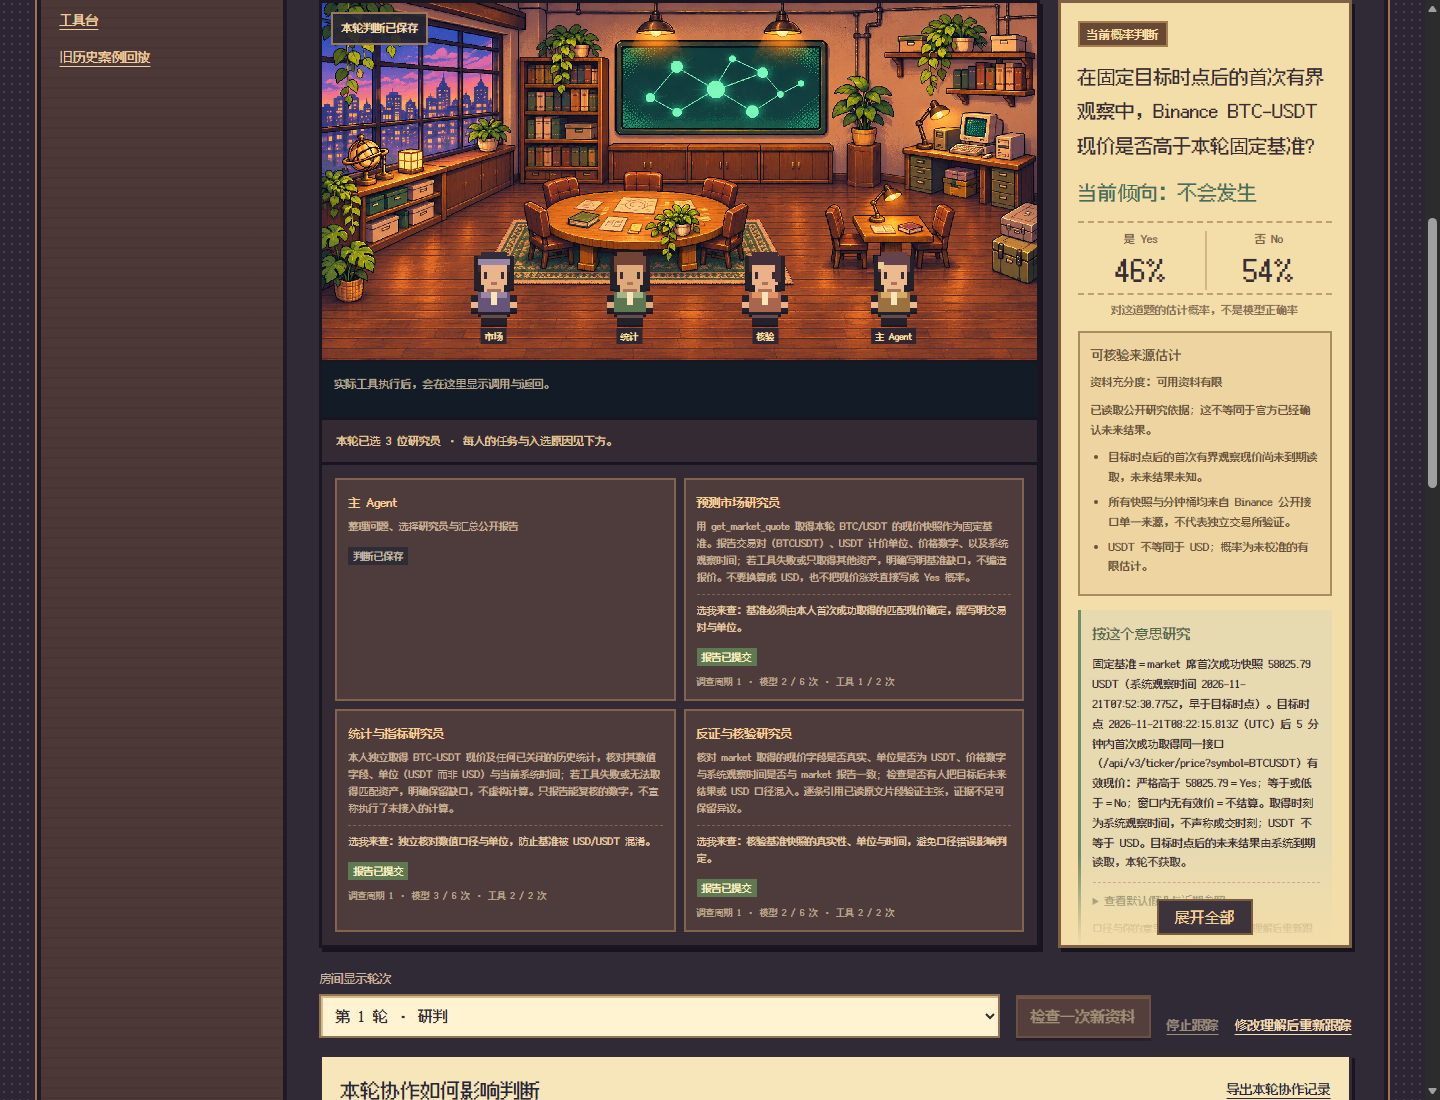 工具台
旧历史案例回放
本轮判断已保存
市场
统计
核验
主 Agent
实际工具执行后，会在这里显示调用与返回。
本轮已选 3 位研究员 · 每人的任务与入选原因见下方。
主 Agent
整理问题、选择研究员与汇总公开报告
判断已保存
预测市场研究员
用 get_market_quote 取得本轮 BTC/USDT 的现价快照作为固定基
准。报告交易对（BTCUSDT）、USDT 计价单位、价格数字、以及系统
观察时间；若工具失败或只取得其他资产，明确写明基准缺口，不编造
报价。不要换算成 USD，也不把现价涨跌直接写成 Yes 概率。
选我来查：基准必须由本人首次成功取得的匹配现价确定，需写明交易
对与单位。
报告已提交
调查周期 1 · 模型 2 / 6 次 · 工具 1 / 2 次
统计与指标研究员
本人独立取得 BTC-USDT 现价及任何已关闭的历史统计，核对其数值
字段、单位（USDT 而非 USD）与当前系统时间；若工具失败或无法取
得匹配资产，明确保留缺口，不虚构计算。只报告能复核的数字，不宣
称执行了未接入的计算。
选我来查：独立核对数值口径与单位，防止基准被 USD/USDT 混淆。
报告已提交
调查周期 1 · 模型 3 / 6 次 · 工具 2 / 2 次
反证与核验研究员
核对 market 取得的现价字段是否真实、单位是否为 USDT、价格数字
与系统观察时间是否与 market 报告一致；检查是否有人把目标后未来
结果或 USD 口径混入。逐条引用已读原文片段验证主张，证据不足可
保留异议。
选我来查：核验基准快照的真实性、单位与时间，避免口径错误影响判
定。
报告已提交
调查周期 1 · 模型 2 / 6 次 · 工具 2 / 2 次
当前概率判断
在固定目标时点后的首次有界
观察中，Binance BTC-USDT
现价是否高于本轮固定基准?
当前倾向：不会发生
是 Yes
46%
否 No
54%
对这道题的估计概率，不是模型正确率
可核验来源估计
资料充分度：可用资料有限
已读取公开研究依据；这不等同于官方已经确
认未来结果。
• 目标时点后的首次有界观察现价尚未到期读
取，未来结果未知。
• 所有快照与分钟桶均来自 Binance 公开接
口单一来源，不代表独立交易所验证。
• USDT 不等同于 USD；概率为未校准的有
限估计。
按这个意思研究
固定基准＝market 席首次成功快照 58025.79
USDT（系统观察时间 2026-11-
21T07:52:30.775Z，早于目标时点）。目标时
点 2026-11-21T08:22:15.813Z（UTC）后 5 分
钟内首次成功取得同一接口
（/api/v3/ticker/price?symbol=BTCUSDT）有
效现价：严格高于 58025.79＝Yes；等于或低
于＝No；窗口内无有效价＝不结算。取得时刻
为系统观察时间，不声称成交时刻；USDT 不
等于 USD。目标时点后的未来结果由系统到期
读取，本轮不获取。
展开全部
房间显示轮次
第 1 轮 · 研判
检查一次新资料
停止跟踪
修改理解后重新跟踪
本轮协作如何影响判断
导出本轮协作记录